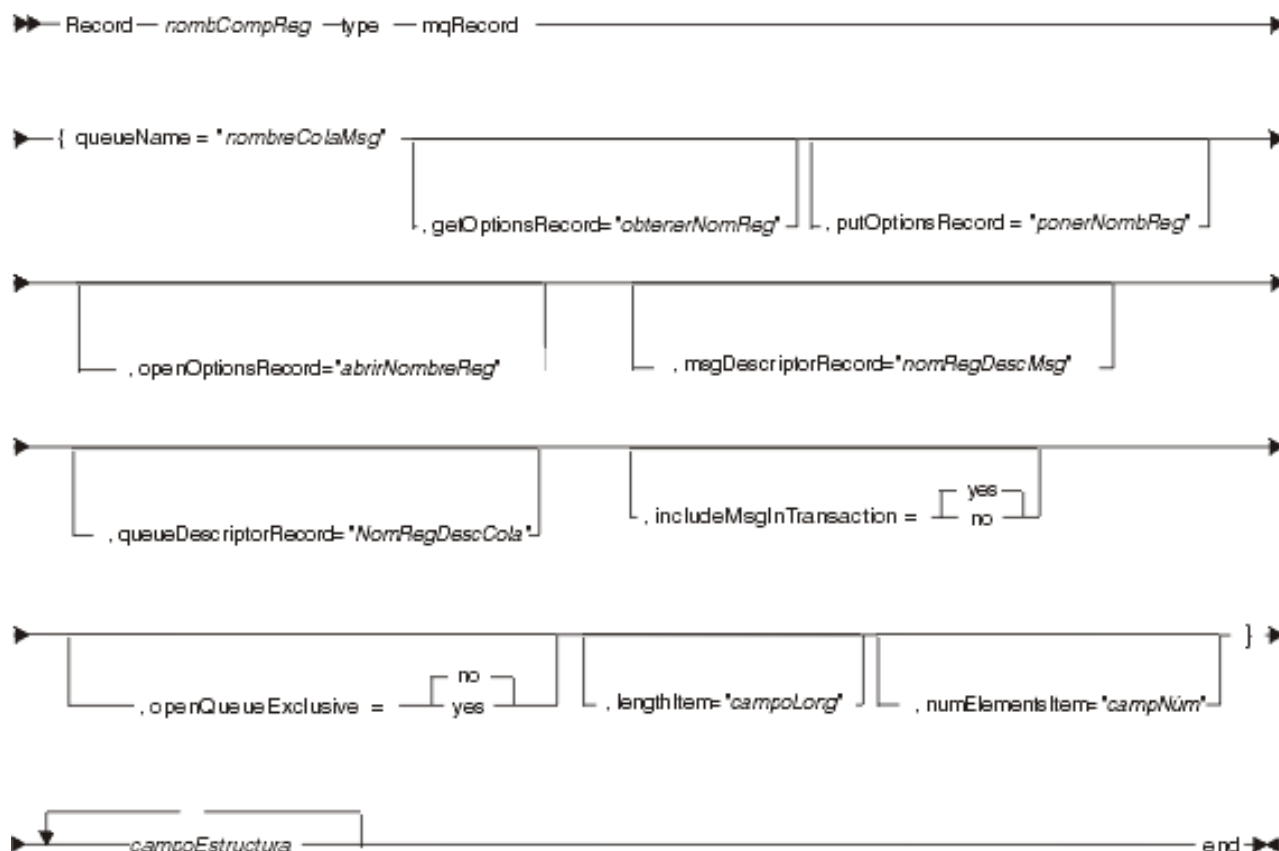 Record nombCompReg type mqRecord
{ queueName = "nombreColaMsg"
, getOptionsRecord="obtenerNomReg" , putOptionsRecord = "ponerNombReg"
, openOptionsRecord="abrirNombreReg" , msgDescriptorRecord="nomRegDescMsg"
, queueDescriptorRecord="NomRegDescCola" , includeMsgInTransaction = yes
no
, openQueueExclusive = no
yes
, lengthItem="campoLong" , numElementsItem="campNúm" }
campoEstructura end